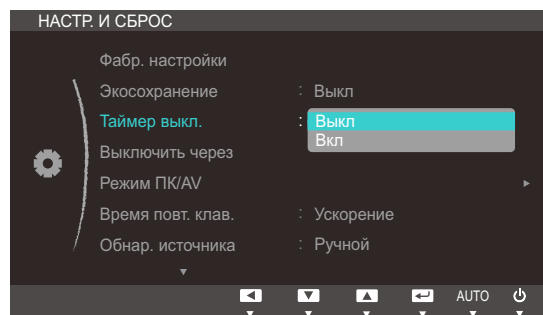 НАСТР. И СБРОС
Фабр. настройки
Экосохранение : Выкл
Таймер выкл. : Выкл
Вкл
Выключить через
Режим ПК/AV
Время повт. клав. : Ускорение
Обнар. источника : Ручной
AUTO